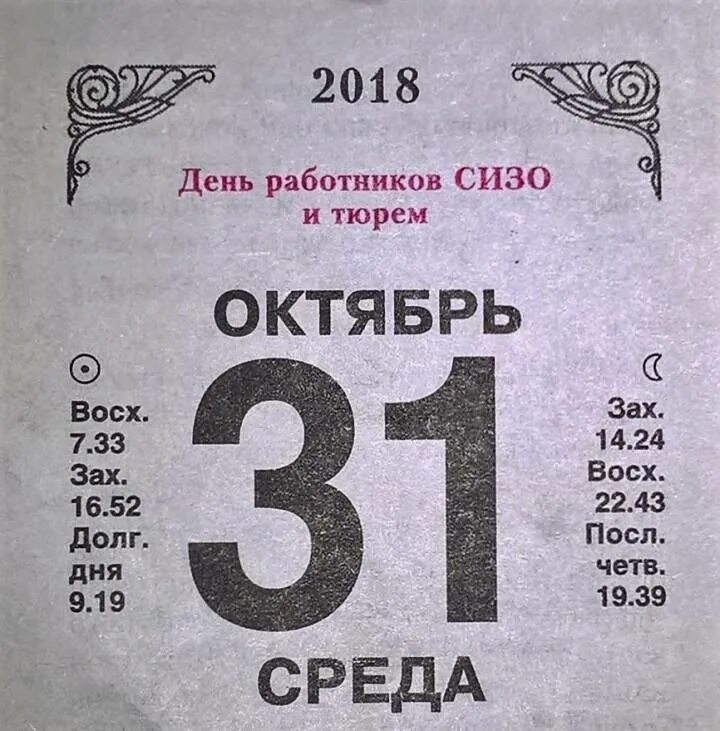 2018
День работников СИЗО
и тюрем
ОКТЯБРЬ
31
Восх.
7.33
Зах.
16.52
Долг.
дня
9.19
Зах.
14.24
Восх.
22.43
Посл.
четв.
19.39
СРЕДА